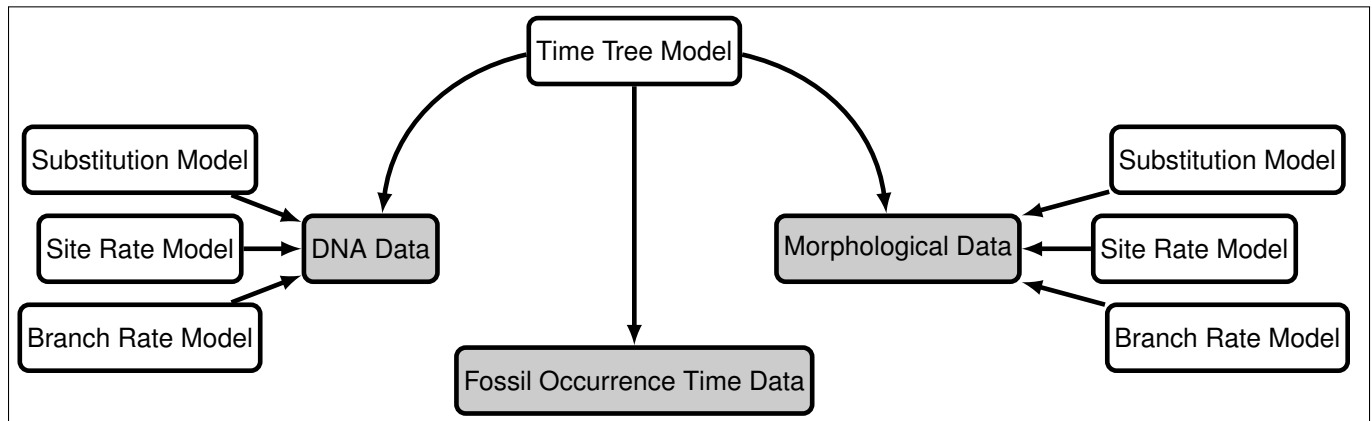 Time Tree Model
Substitution Model
Site Rate Model
Branch Rate Model
DNA Data
Morphological Data
Substitution Model
Site Rate Model
Branch Rate Model
Fossil Occurrence Time Data